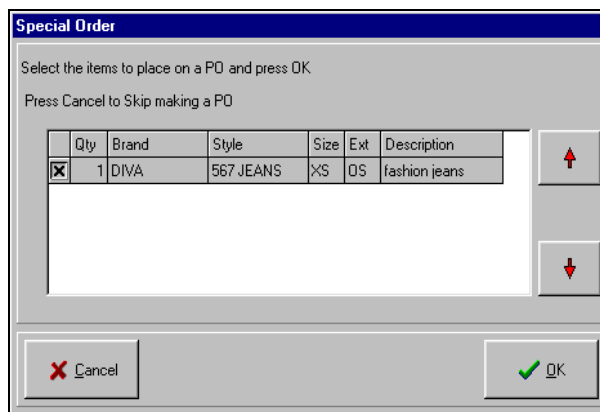 Special Order
Select the items to place on a PO and press OK
Press Cancel to Skip making a PO
Qty Brand Style Size Ext Description
1 DIVA 567 JEANS XS OS fashion jeans
Cancel OK